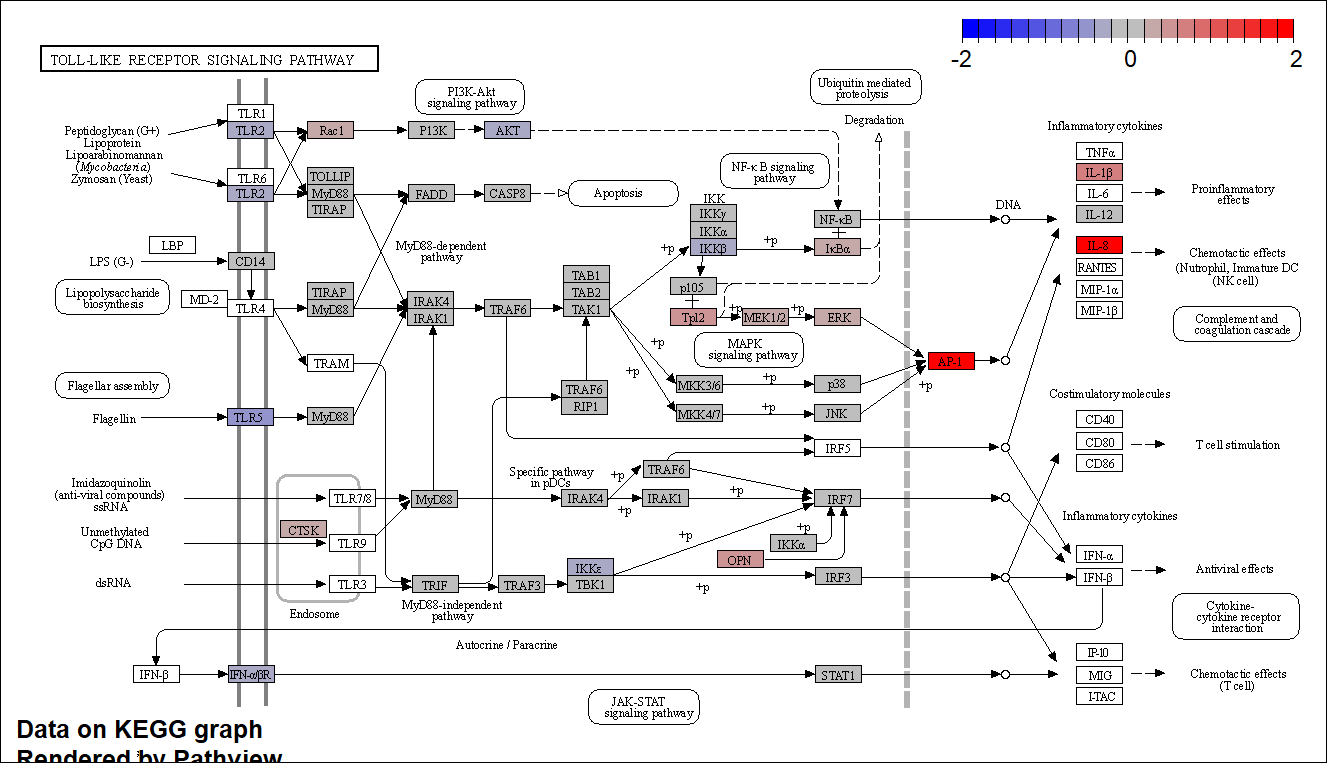 -2
0
2
TOLL-LIKE RECEPTOR SIGNALING PATHWAY
PI3K-Akt
signaling pathway
Ubiquitin mediated
proteolysis
Degradation
Inflammatory cytokines
Peptidoglycan (G+)
Lipoprotein
Lipoarabinomannan
(Mycobacteria)
Zymosan (Yeast)
TLR1
TLR2
Rac1
PI3K
AKT
TLR6
TLR2
TOLLIP
MyD88
TIRAP
FADD
CASP8
Apoptosis
NF-κB signaling
pathway
IKK
IKKγ
IKKα
IKKβ
+p
+p
NF-κB
+
IκBα
DNA
TNFα
IL-1β
IL-6
IL-12
Proinflammatory
effects
IL-8
RANTES
MIP-1α
MIP-1β
Chemotactic effects
(Nutrophil, Immature DC
(NK cell)
LBP
LPS (G-)
CD14
MyD88-dependent
pathway
Lipopolysaccharide
biosynthesis
MD-2
TLR4
TIRAP
MyD88
IRAK4
IRAK1
TRAF6
TAB1
TAB2
TAK1
p105
+
Tpl2
+p
MEK1/2
+p
ERK
MAPK
signaling pathway
Complement and
coagulation cascade
TRAM
+p
+p
AP-1
+p
Flagellar assembly
Flagellin
TLR5
MyD88
TRAF6
RIP1
MKK3/6
+p
p38
MKK4/7
+p
JNK
IRF5
Costimulatory molecules
CD40
CD80
CD86
T cell stimulation
Imidazoquinolin
(anti-viral compounds)
ssRNA
TLR7/8
MyD88
Specific pathway
in pDCs
IRAK4
+p
+p
TRAF6
IRAK1
+p
IRF7
Unmethylated
CpG DNA
CTSK
TLR9
+p
+p
IKKα
OPN
Inflammatory cytokines
IFN-α
IFN-β
Antiviral effects
dsRNA
TLR3
TRIF
TRAF3
IKKε
TBK1
+p
IRF3
Endosome
MyD88-independent
pathway
Cytokine-
cytokine receptor
interaction
Autocrine / Paracrine
IFN-β
IFN-α/βR
STAT1
IP-10
MIG
I-TAC
Chemotactic effects
(T cell)
JAK-STAT
signaling pathway
Data on KEGG graph
Rendered by Pathview